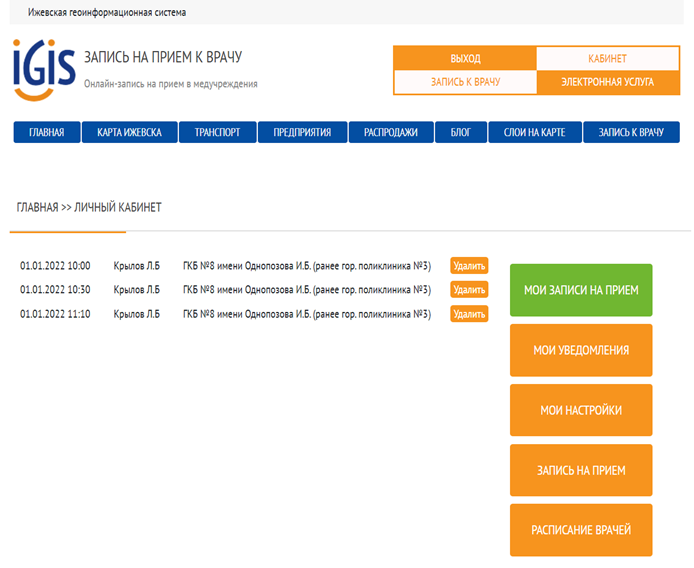 Ижевская геоинформационная система
iGis
ЗАПИСЬ НА ПРИЕМ К ВРАЧУ
Онлайн-запись на прием в медучреждения
ВЫХОД КАБИНЕТ
ЗАПИСЬ К ВРАЧУ ЭЛЕКТРОННАЯ УСЛУГА
ГЛАВНАЯ КАРТА ИЖЕВСКА ТРАНСПОРТ ПРЕДПРИЯТИЯ РАСПРОДАЖИ БЛОГ СЛОИ НА КАРТЕ ЗАПИСЬ К ВРАЧУ
ГЛАВНАЯ >> ЛИЧНЫЙ КАБИНЕТ
01.01.2022 10:00 Крылов Л.Б ГКБ №8 имени Однопозова И.Б. (ранее гор. поликлиника №3) Удалить
01.01.2022 10:30 Крылов Л.Б ГКБ №8 имени Однопозова И.Б. (ранее гор. поликлиника №3) Удалить
01.01.2022 11:10 Крылов Л.Б ГКБ №8 имени Однопозова И.Б. (ранее гор. поликлиника №3) Удалить
МОИ ЗАПИСИ НА ПРИЕМ
МОИ УВЕДОМЛЕНИЯ
МОИ НАСТРОЙКИ
ЗАПИСЬ НА ПРИЕМ
РАСПИСАНИЕ ВРАЧЕЙ